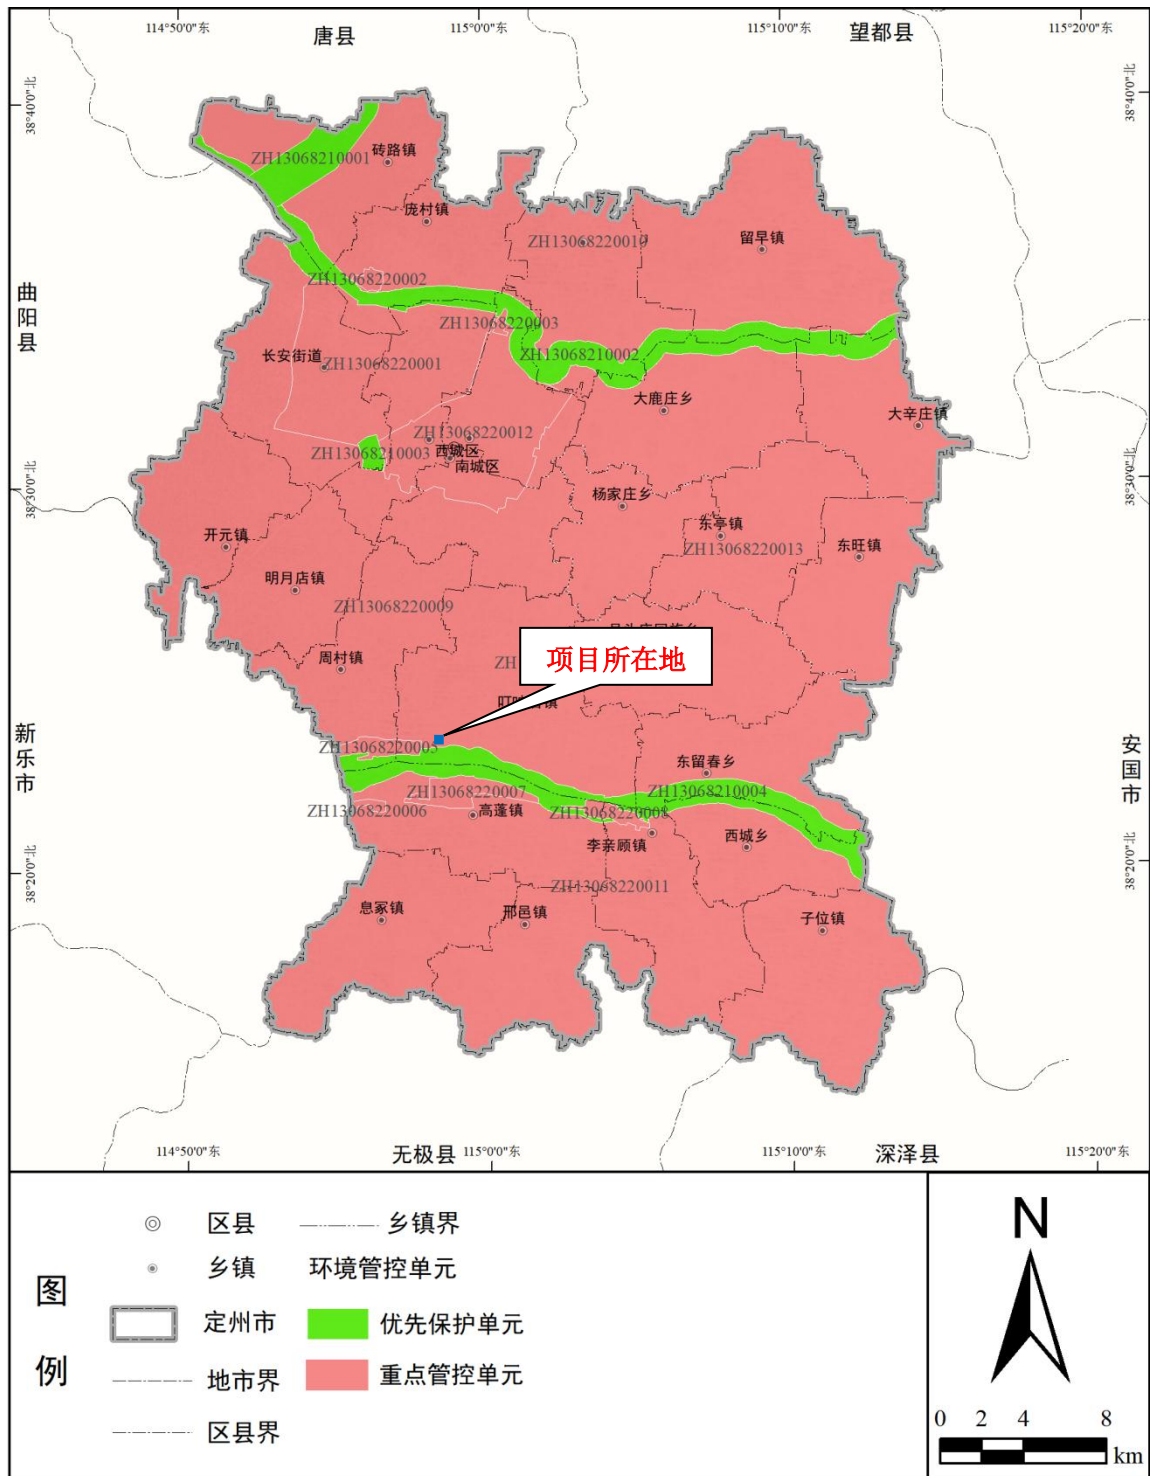 114°50'0"东
115°0'0"东
115°10'0"东
115°20'0"东
唐县
望都县
38°40'0"北
38°40'0"北
砖路镇
ZH13068210001
庞村镇
ZH13068220010
留早镇
ZH13068220002
曲阳县
ZH13068220003
长安街道
ZH13068220001
ZH13068210002
大鹿庄乡
大辛庄镇
ZH13068220012
ZH13068210003
西城区
南城区
38°30'0"北
38°30'0"北
杨家庄乡
开元镇
东亭镇
ZH13068220013
东旺镇
明月店镇
ZH13068220009
项目所在地
周村镇
ZH
新乐市
ZH13068220005
安国市
东留春乡
ZH13068220007
ZH13068210004
ZH13068220006
高蓬镇
ZH13068220008
李亲顾镇
西城乡
38°20'0"北
38°20'0"北
ZH13068220011
息冢镇
邢邑镇
子位镇
114°50'0"东
无极县
115°0'0"东
115°10'0"东
深泽县
115°20'0"东
图例
区县
乡镇界
乡镇
环境管控单元
定州市
优先保护单元
地市界
重点管控单元
区县界
N
0 2 4 8
km